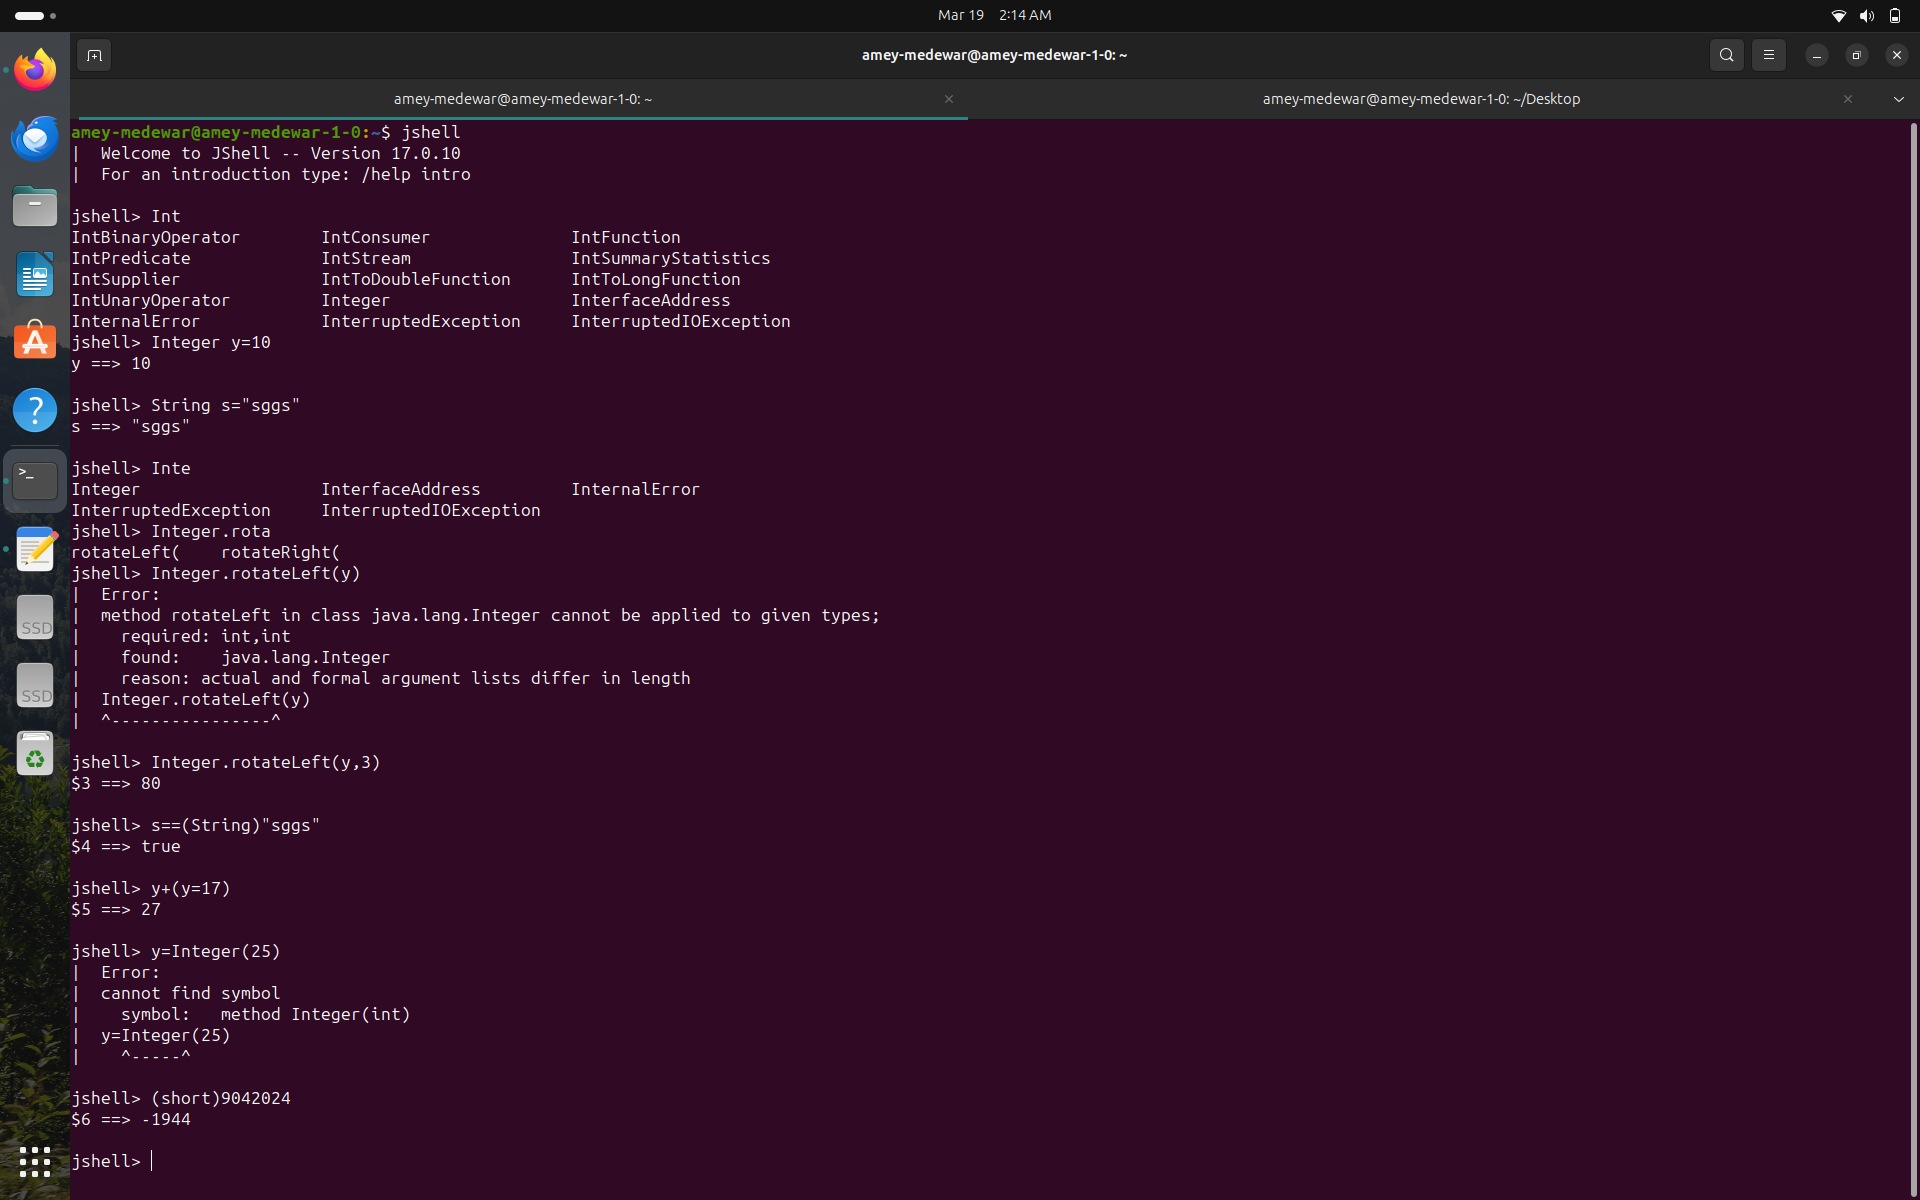 Mar 19 2:14 AM
amey-medewar@amey-medewar-1-0: ~
amey-medewar@amey-medewar-1-0: ~
amey-medewar@amey-medewar-1-0: ~/Desktop
amey-medewar@amey-medewar-1-0:~$ jshell
|  Welcome to JShell -- Version 17.0.10
|  For an introduction type: /help intro
jshell> Int
IntBinaryOperator        IntConsumer              IntFunction
IntPredicate             IntStream                IntSummaryStatistics
IntSupplier              IntToDoubleFunction      IntToLongFunction
IntUnaryOperator         Integer                  InterfaceAddress
InternalError            InterruptedException     InterruptedIOException
jshell> Integer y=10
y ==> 10
jshell> String s="sggs"
s ==> "sggs"
jshell> Inte
Integer                  InterfaceAddress         InternalError
InterruptedException     InterruptedIOException
jshell> Integer.rota
rotateLeft(    rotateRight(
jshell> Integer.rotateLeft(y)
|  Error:
|  method rotateLeft in class java.lang.Integer cannot be applied to given types;
|    required: int,int
|    found:    java.lang.Integer
|    reason: actual and formal argument lists differ in length
|  Integer.rotateLeft(y)
|  ^----------------^
jshell> Integer.rotateLeft(y,3)
$3 ==> 80
jshell> s==(String)"sggs"
$4 ==> true
jshell> y+(y=17)
$5 ==> 27
jshell> y=Integer(25)
|  Error:
|  cannot find symbol
|    symbol:   method Integer(int)
|  y=Integer(25)
|    ^-----^
jshell> (short)9042024
$6 ==> -1944
jshell>
>_
SSD
SSD